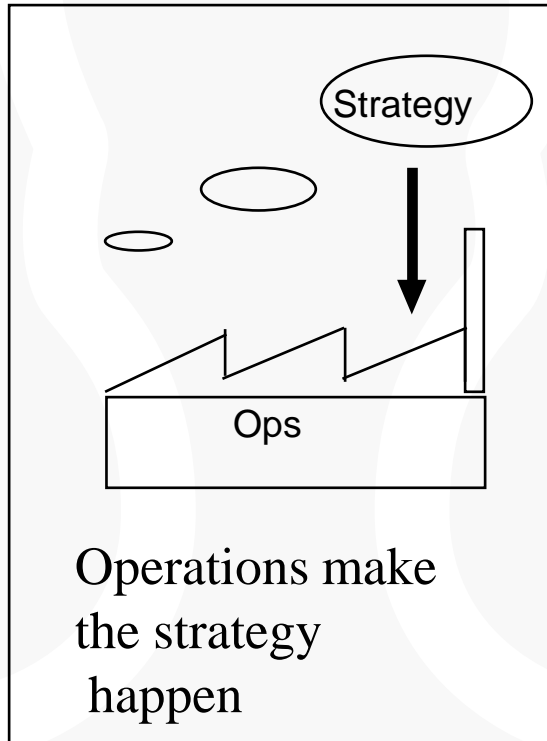 Strategy
Ops
Operations make
the strategy
happen